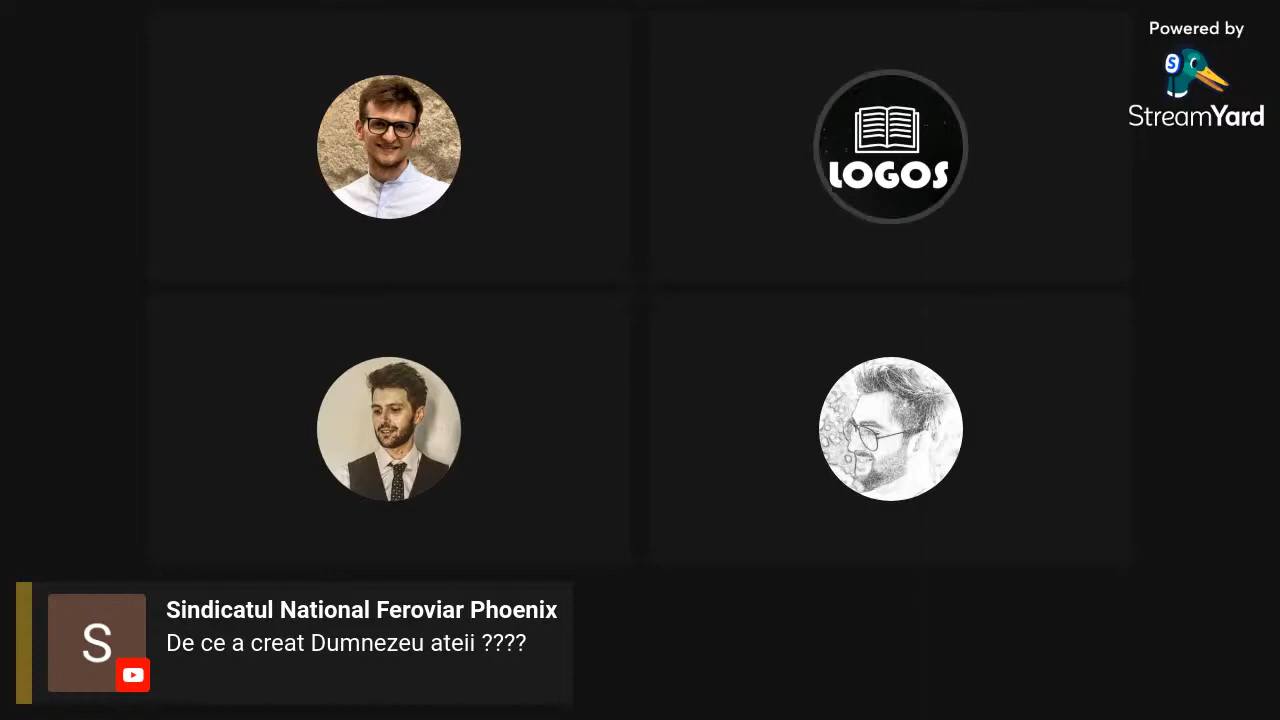 Powered by
StreamYard
LOGOS
S
Sindicatul National Feroviar Phoenix
De ce a creat Dumnezeu ateii ????
S